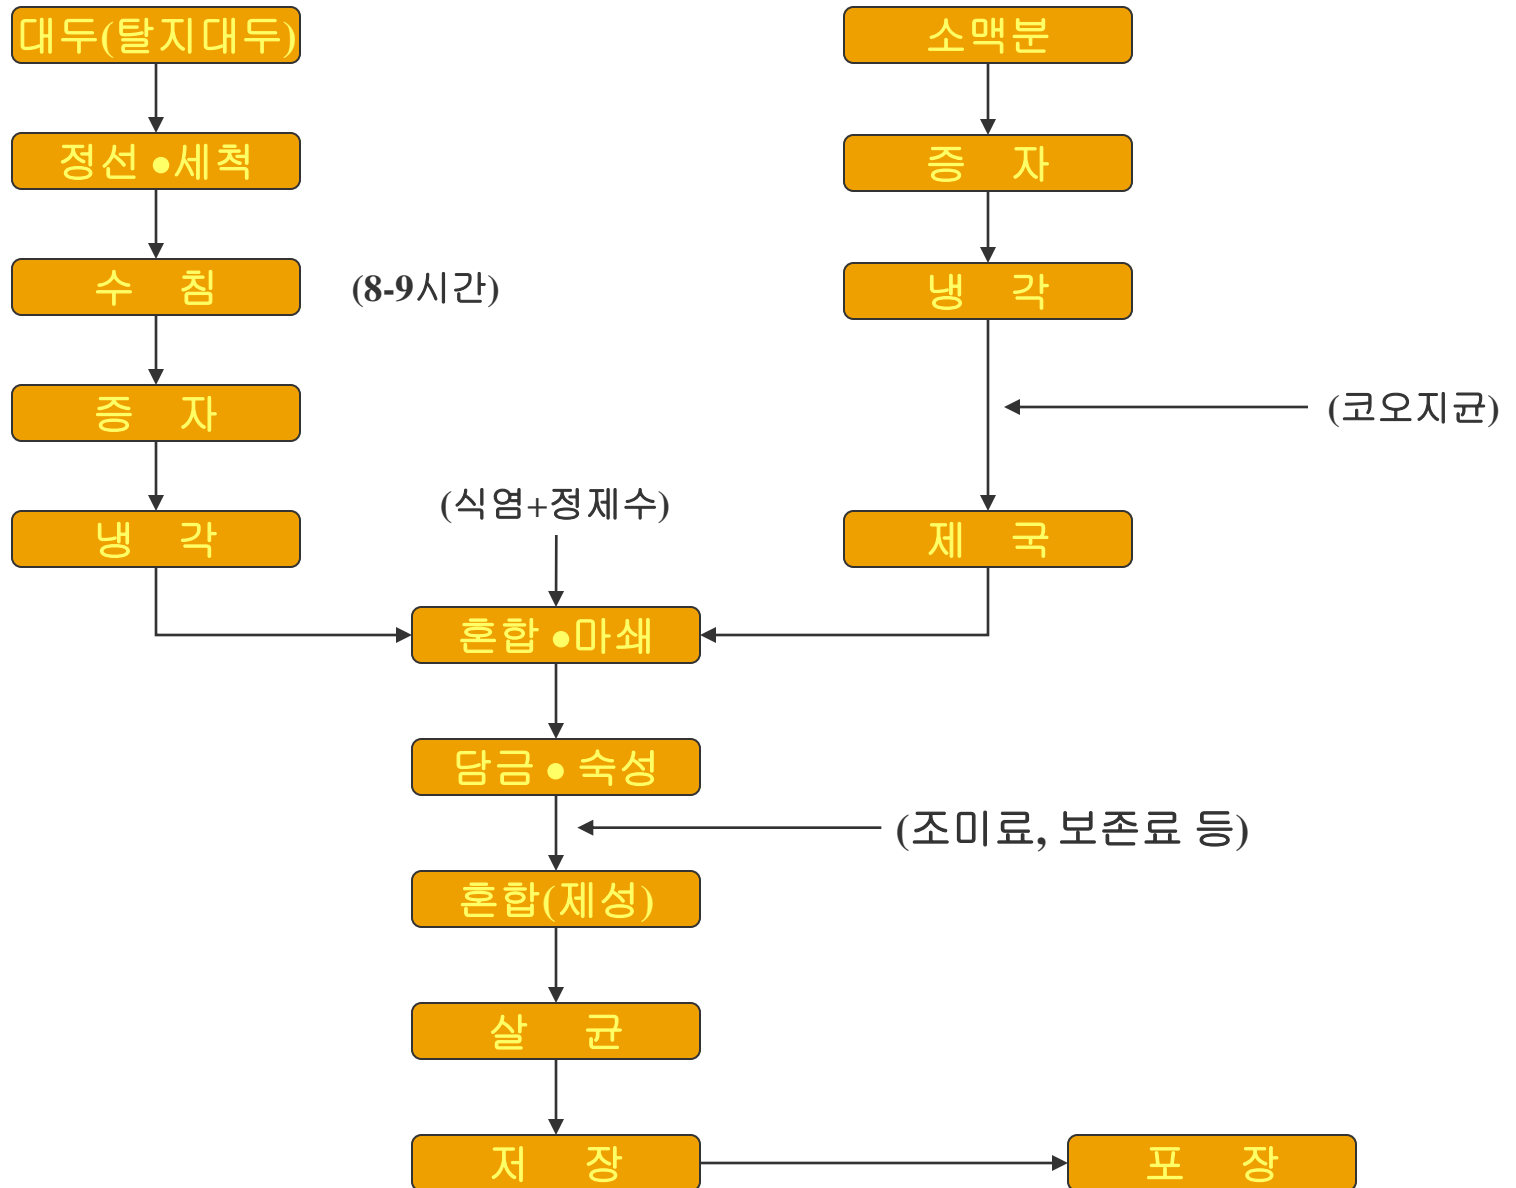 대두(탈지대두)
소맥분
정선 ●세척
증 자
수 침
(8-9시간)
냉 각
증 자
(코오지균)
(식염+정제수)
냉 각
제 국
혼합 ●마쇄
담금 ● 숙성
(조미료, 보존료 등)
혼합(제성)
살 균
저 장
포 장